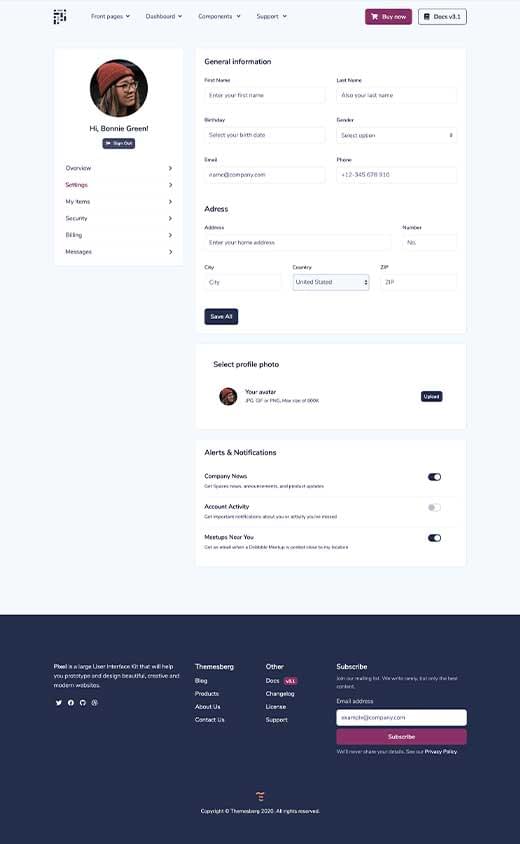 Front pages Dashboard Components Support Buy now Docs v3.1
Hi, Bonnie Green!
Sign Out
Overview
Settings
My Items
Security
Billing
Messages
General information
First Name Last Name
Enter your first name Also your last name
Birthday Gender
Select your birth date Select option
Email Phone
name@company.com +12-345 678 910
Adress
Address Number
Enter your home address No.
City Country ZIP
City United Stated ZIP
Save All
Select profile photo
Your avatar
JPG, GIF or PNG. Max size of 800K
Upload
Alerts & Notifications
Company News
Get Spaces news, announcements, and product updates
Account Activity
Get important notifications about you or activity you've missed
Meetups Near You
Get an email when a Dribbble Meetup is posted close to my location
Pixel is a large User Interface Kit that will help
you prototype and design beautiful, creative and
modern websites.
Themesberg
Blog
Products
About Us
Contact Us
Other
Docs v3.1
Changelog
License
Support
Subscribe
Join our mailing list. We write rarely, but only the best
content.
Email address
example@company.com
Subscribe
We'll never share your details. See our Privacy Policy.
Copyright © Themesberg 2020. All rights reserved.